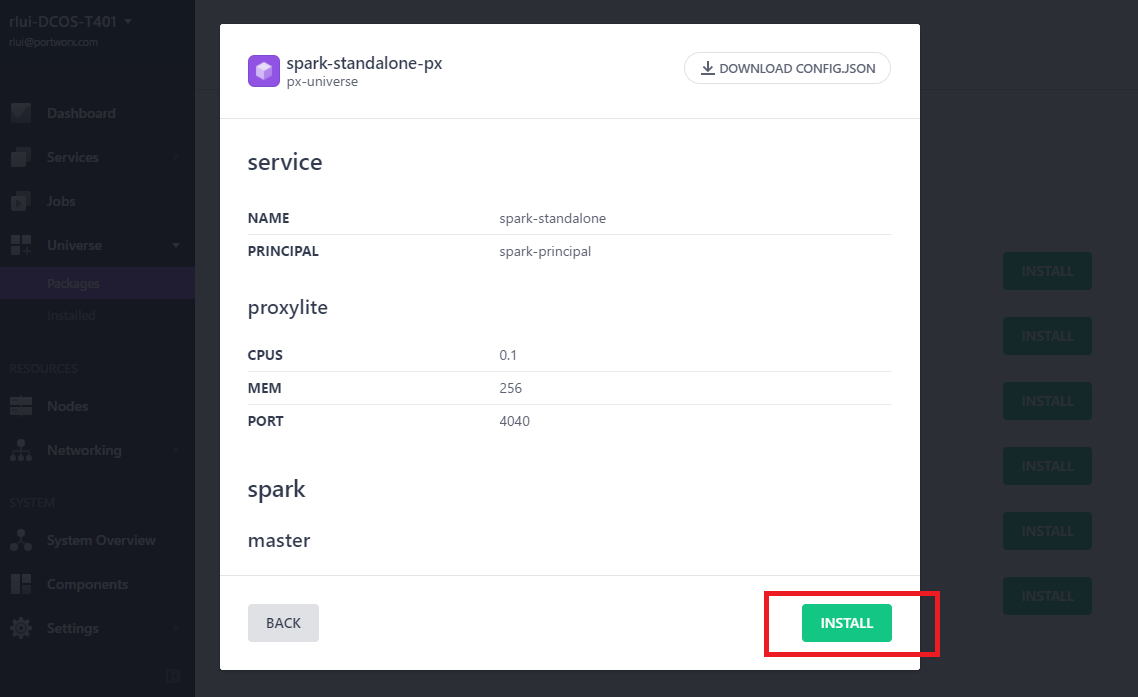 rlui-DCOS-T401
rlui@portworx.com
Dashboard
Services
Jobs
Universe
Packages
Installed
RESOURCES
Nodes
Networking
SYSTEM
System Overview
Components
Settings
spark-standalone-px
px-universe
DOWNLOAD CONFIG.JSON
service
NAME spark-standalone
PRINCIPAL spark-principal
proxylite
CPUS 0.1
MEM 256
PORT 4040
spark
master
BACK
INSTALL
INSTALL
INSTALL
INSTALL
INSTALL
INSTALL
INSTALL